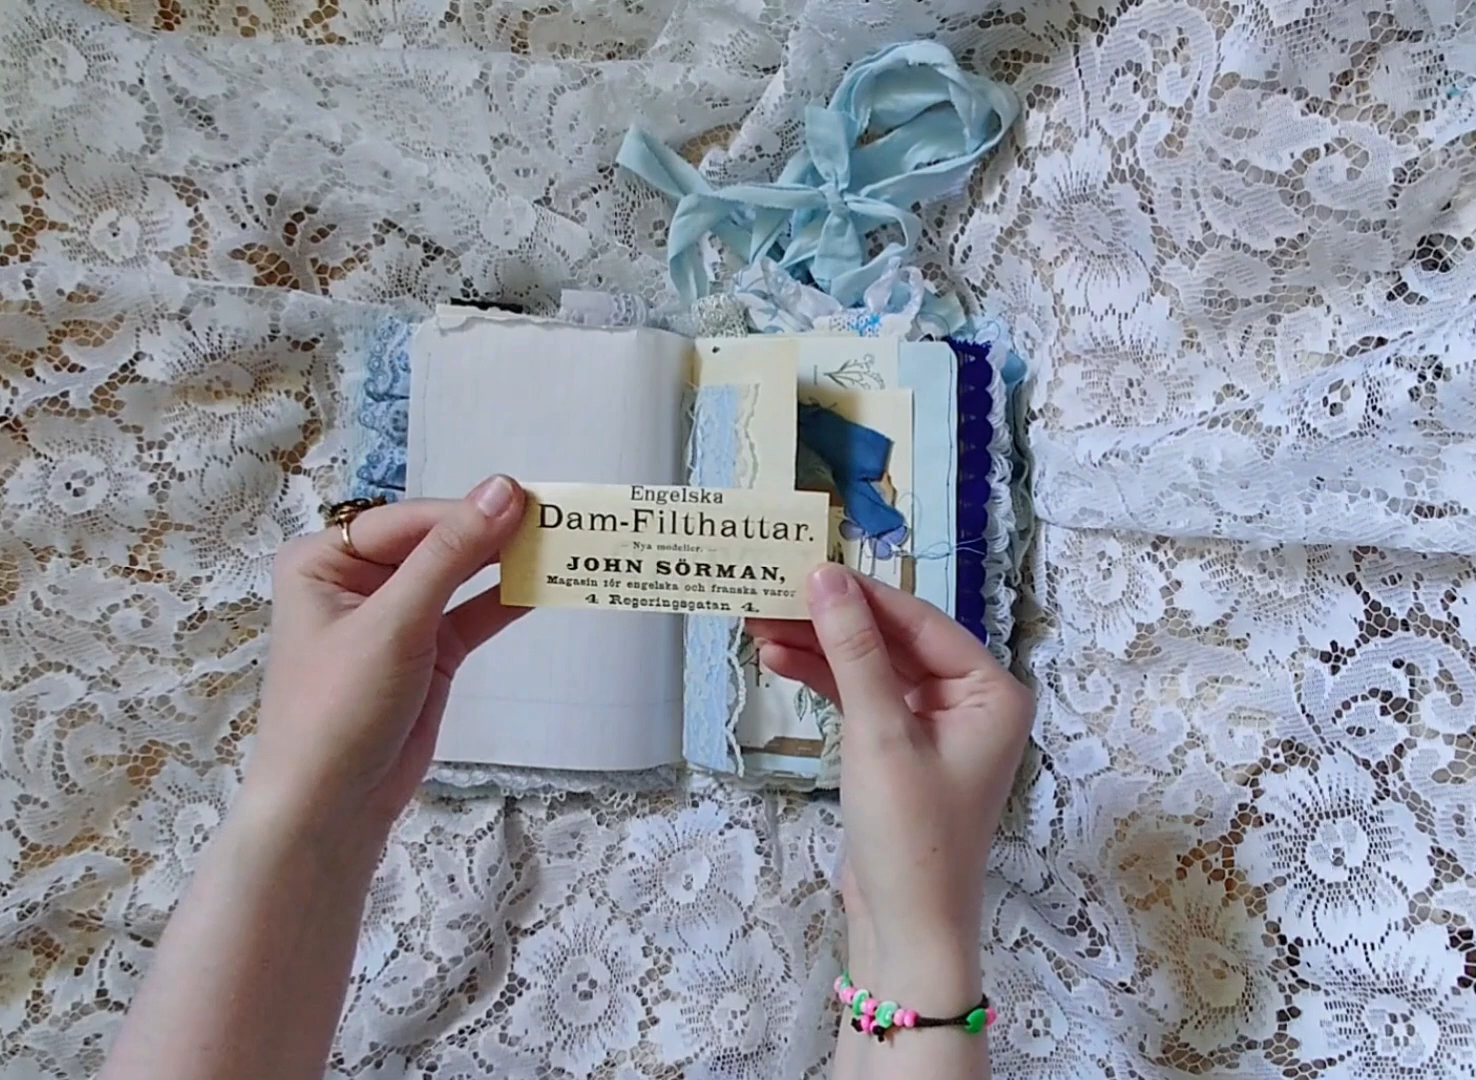 Engelska
Dam-Filthattar.
— Nya modeller. —
JOHN SÖRMAN,
Magasin för engelska och franska varor
4 Regeringsgatan 4.